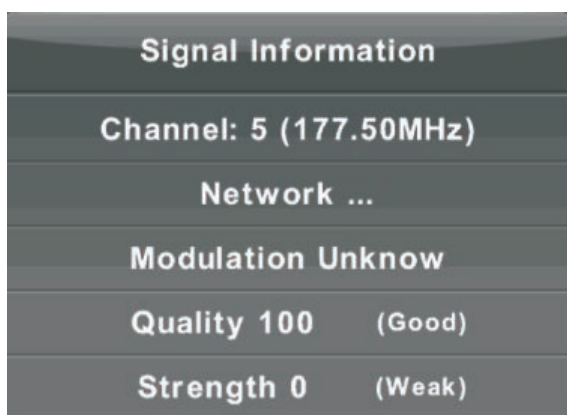 Signal Information
Channel: 5 (177.50MHz)
Network ...
Modulation Unknow
Quality 100 (Good)
Strength 0 (Weak)